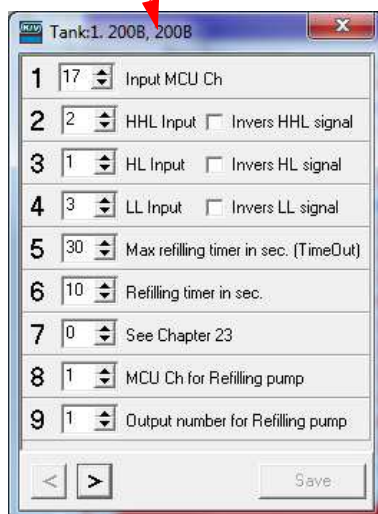 KJV Tank:1. 200B, 200B
1 17 Input MCU Ch
2 2 HHL Input Invers HHL signal
3 1 HL Input Invers HL signal
4 3 LL Input Invers LL signal
5 30 Max refilling timer in sec. (TimeOut)
6 10 Refilling timer in sec.
7 0 See Chapter 23
8 1 MCU Ch for Refilling pump
9 1 Output number for Refilling pump
< > Save